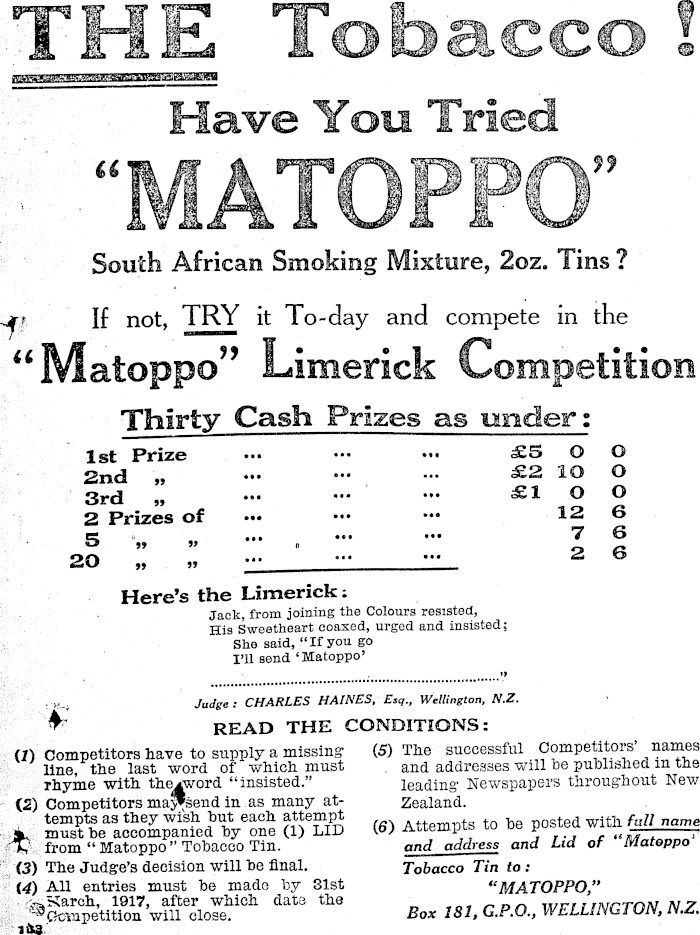 THE Tobacco!
Have You Tried
“MATOPPO”
South African Smoking Mixture, 2oz. Tins?
If not, TRY it To-day and compete in the
“Matoppo” Limerick Competition
Thirty Cash Prizes as under:
1st Prize ... ... ... £5 0 0
2nd „ ... ... ... £2 10 0
3rd „ ... ... ... £1 0 0
2 Prizes of ... ... ... 12 6
5 „ „ ... ... ... 7 6
20 „ „ ... ... ... 2 6
Here's the Limerick:
Jack, from joining the Colours resisted,
His Sweetheart coaxed, urged and insisted;
She said, “If you go
I'll send ‘Matoppo’
..............................................................”
Judge: CHARLES HAINES, Esq., Wellington, N.Z.
READ THE CONDITIONS:
(1) Competitors have to supply a missing
line, the last word of which must
rhyme with the word “insisted.”
(2) Competitors may send in as many at-
tempts as they wish but each attempt
must be accompanied by one (1) LID
from “Matoppo” Tobacco Tin.
(3) The Judge's decision will be final.
(4) All entries must be made by 31st
March, 1917, after which date the
Competition will close.
(5) The successful Competitors' names
and addresses will be published in the
leading Newspapers throughout New
Zealand.
(6) Attempts to be posted with full name
and address and Lid of “Matoppo”
Tobacco Tin to:
“MATOPPO,”
Box 181, G.P.O., WELLINGTON, N.Z.